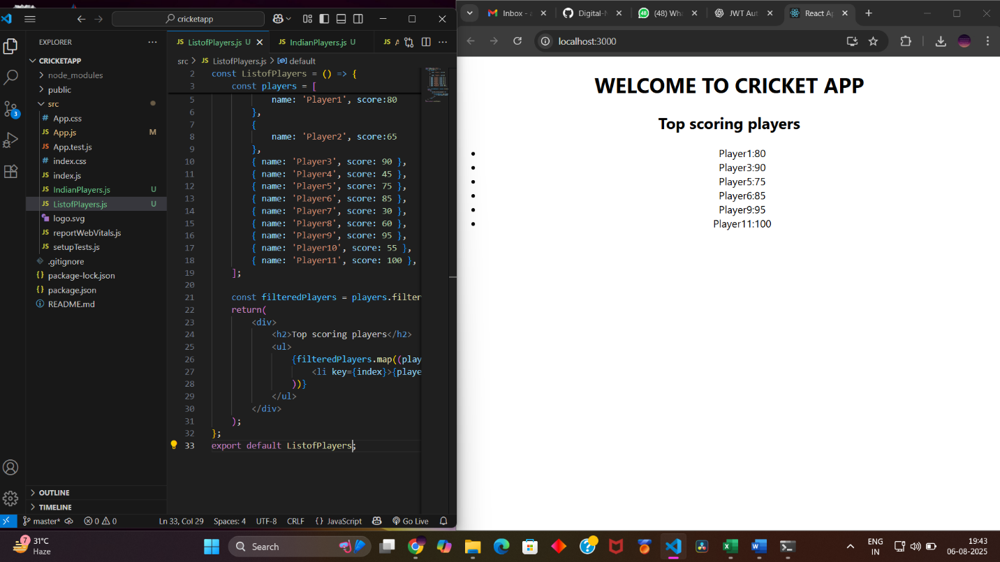 cricketapp
EXPLORER
CRICKETAPP
node_modules
public
src
App.css
App.js M
App.test.js
index.css
index.js
IndianPlayers.js U
ListofPlayers.js U
logo.svg
reportWebVitals.js
setupTests.js
.gitignore
package-lock.json
package.json
README.md
OUTLINE
TIMELINE
3
JS ListofPlayers.js U
JS IndianPlayers.js U
JS A
src > JS ListofPlayers.js > default
2 const ListofPlayers = () => {
3 const players = [
5 name: 'Player1', score:80
6 },
7 {
8 name: 'Player2', score:65
9 },
10 { name: 'Player3', score: 90 },
11 { name: 'Player4', score: 45 },
12 { name: 'Player5', score: 75 },
13 { name: 'Player6', score: 85 },
14 { name: 'Player7', score: 30 },
15 { name: 'Player8', score: 60 },
16 { name: 'Player9', score: 95 },
17 { name: 'Player10', score: 55 },
18 { name: 'Player11', score: 100 },
19 ];
20
21 const filteredPlayers = players.filter
22 return(
23 <div>
24 <h2>Top scoring players</h2>
25 <ul>
26 {filteredPlayers.map((play
27 <li key={index}>{playe
28 ))}
29 </ul>
30 </div>
31 );
32 };
33 export default ListofPlayers;
master* 0 0 Ln 33, Col 29 Spaces: 4 UTF-8 CRLF {} JavaScript Go Live
Inbox - a
Digital-N
(48) Wha
JWT Aut
React Ap
localhost:3000
WELCOME TO CRICKET APP
Top scoring players
Player1:80
Player3:90
Player5:75
Player6:85
Player9:95
Player11:100
7
31°C
Haze
Search
ENG
IN
19:43
06-08-2025